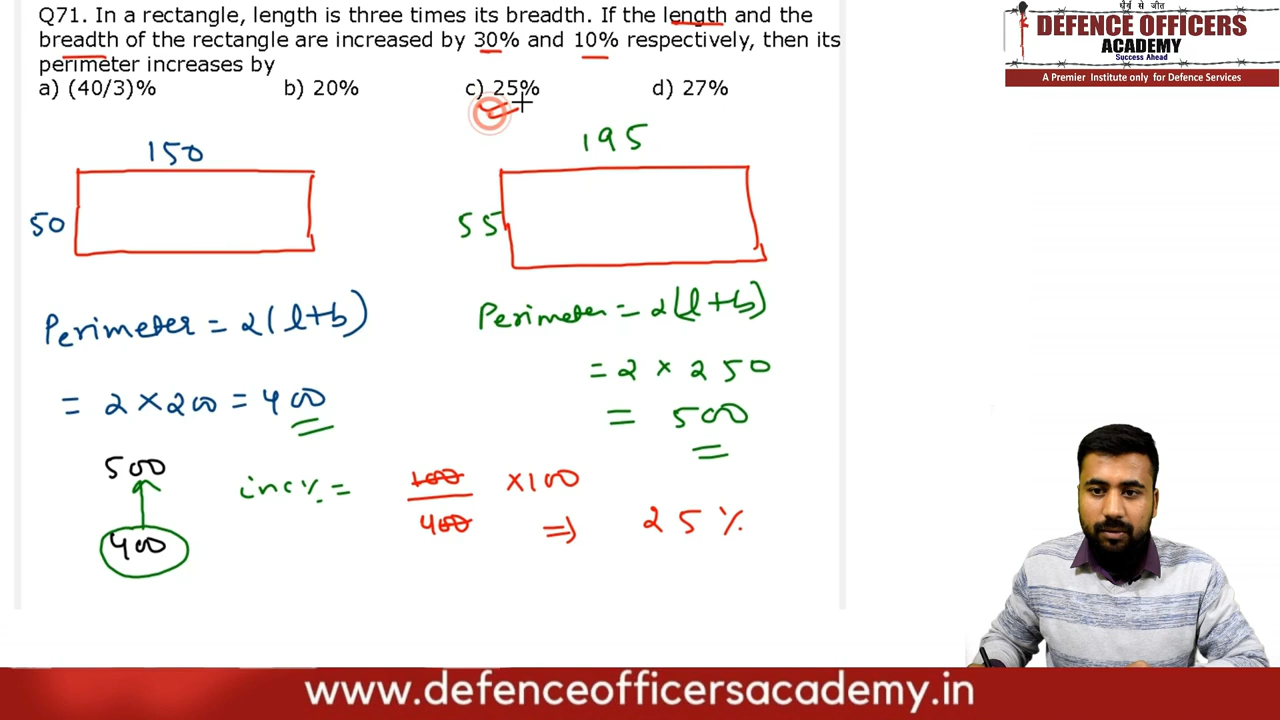 Q71. In a rectangle, length is three times its breadth. If the length and the
breadth of the rectangle are increased by 30% and 10% respectively, then its
perimeter increases by
a) (40/3)% b) 20% c) 25% d) 27%
धैर्य से जीत
DEFENCE OFFICERS
ACADEMY
Success Ahead
A Premier Institute only for Defence Services
150
50
195
55
Perimeter = 2(l+b)
= 2 × 200 = 400
Perimeter = 2(l+b)
= 2 × 250
= 500
500
400
inc% = 100/400 ×100 ⇒ 25%
www.defenceofficersacademy.in